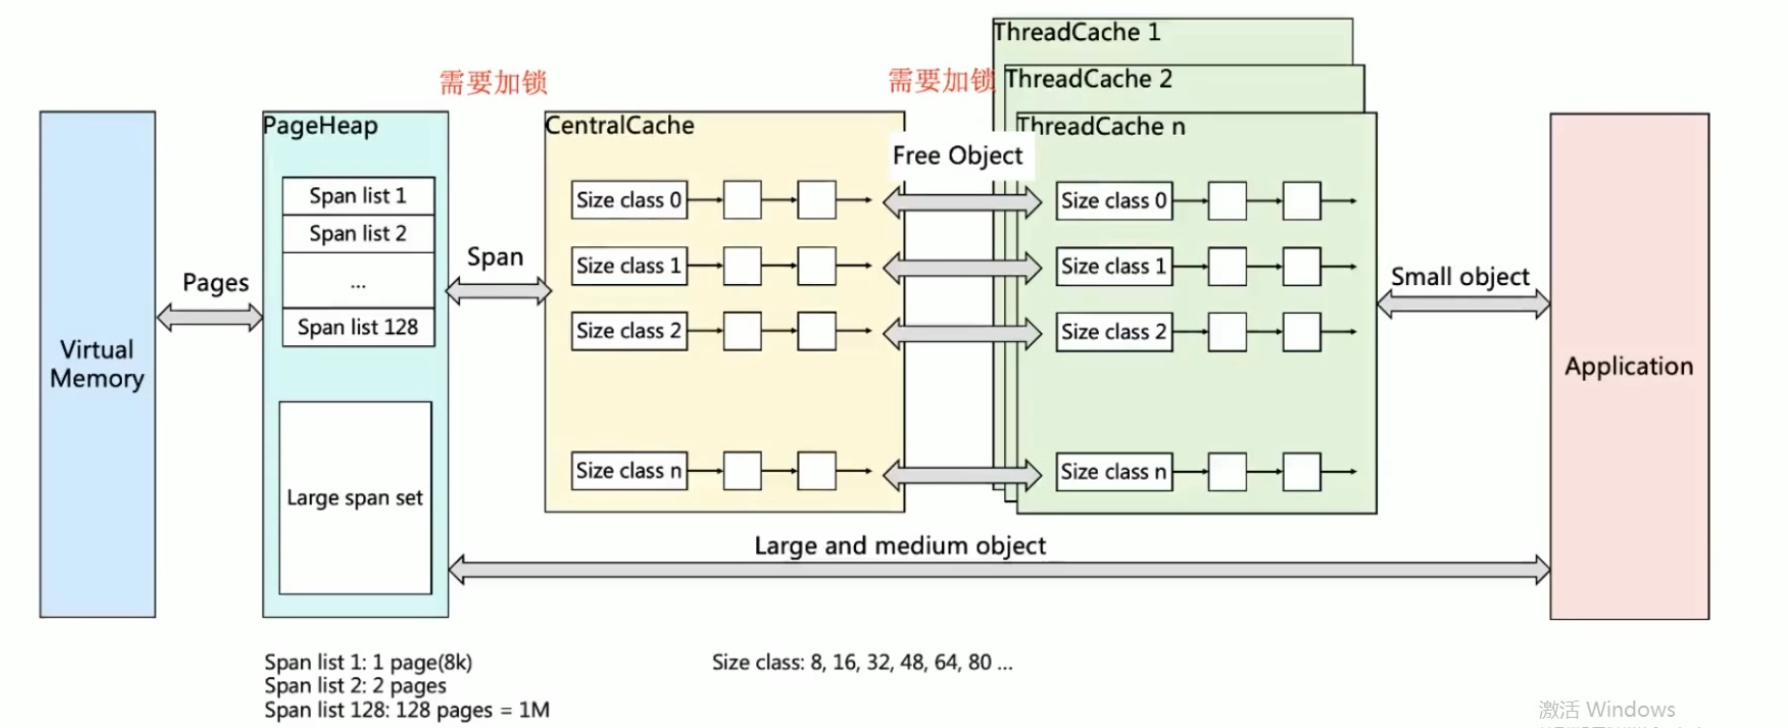 ThreadCache 1
需要加锁
需要加锁
ThreadCache 2
PageHeap
CentralCache
ThreadCache n
Free Object
Span list 1
Size class 0
Size class 0
Span list 2
Span
Size class 1
Size class 1
Pages
Small object
...
Span list 128
Size class 2
Size class 2
Virtual
Memory
Application
Size class n
Size class n
Large span set
Large and medium object
Span list 1: 1 page(8k)
Size class: 8, 16, 32, 48, 64, 80 ...
Span list 2: 2 pages
Span list 128: 128 pages = 1M
激活 Windows